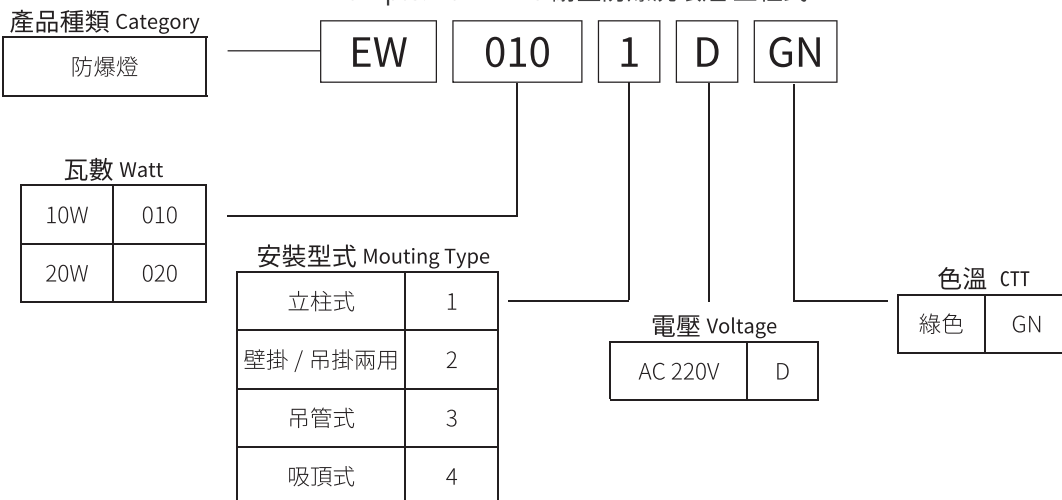 產品種類 Category
防爆燈
EW 010 1 D GN
瓦數 Watt
10W 010
20W 020
安裝型式 Mouting Type
立柱式 1
壁掛 / 吊掛兩用 2
吊管式 3
吸頂式 4
電壓 Voltage
AC 220V D
色溫 CTT
綠色 GN